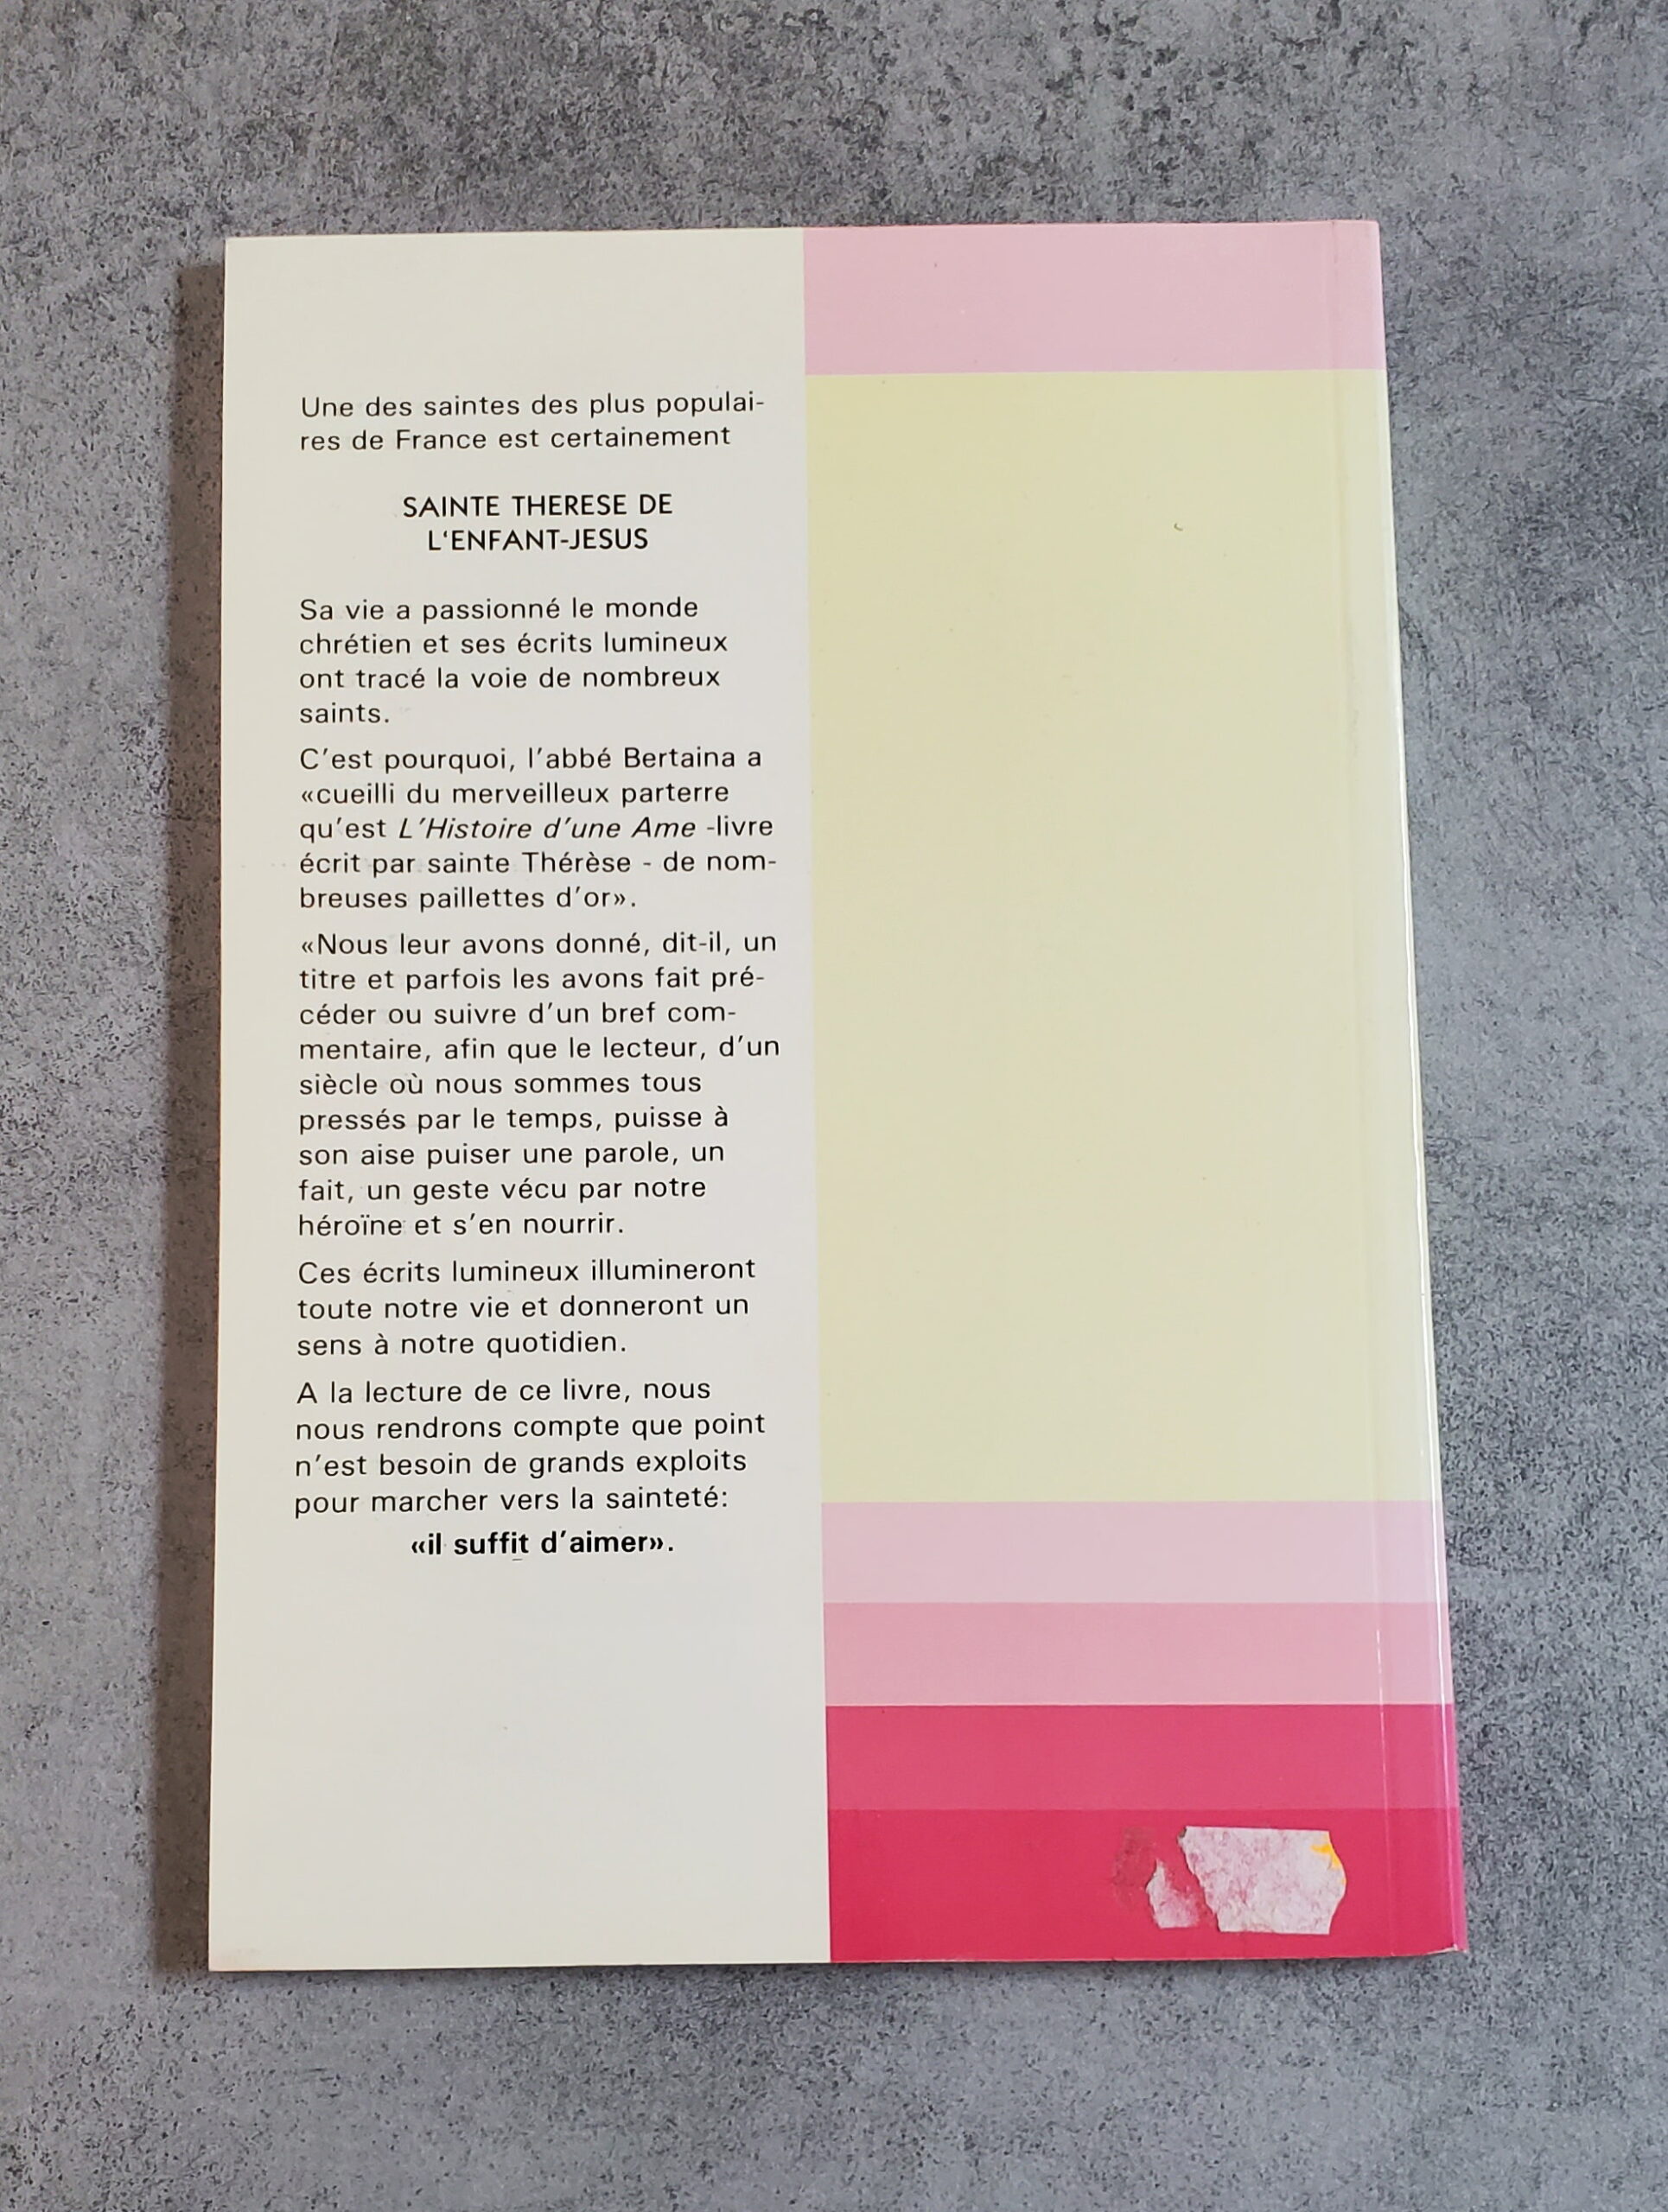 Une des saintes des plus populai-
res de France est certainement
SAINTE THERESE DE
L'ENFANT-JESUS
Sa vie a passionné le monde
chrétien et ses écrits lumineux
ont tracé la voie de nombreux
saints.
C'est pourquoi, l'abbé Bertaina a
«cueilli du merveilleux parterre
qu'est L'Histoire d'une Ame -livre
écrit par sainte Thérèse - de nom-
breuses paillettes d'or».
«Nous leur avons donné, dit-il, un
titre et parfois les avons fait pré-
céder ou suivre d'un bref com-
mentaire, afin que le lecteur, d'un
siècle où nous sommes tous
pressés par le temps, puisse à
son aise puiser une parole, un
fait, un geste vécu par notre
héroïne et s'en nourrir.
Ces écrits lumineux illumineront
toute notre vie et donneront un
sens à notre quotidien.
A la lecture de ce livre, nous
nous rendrons compte que point
n'est besoin de grands exploits
pour marcher vers la sainteté:
«il suffit d'aimer».